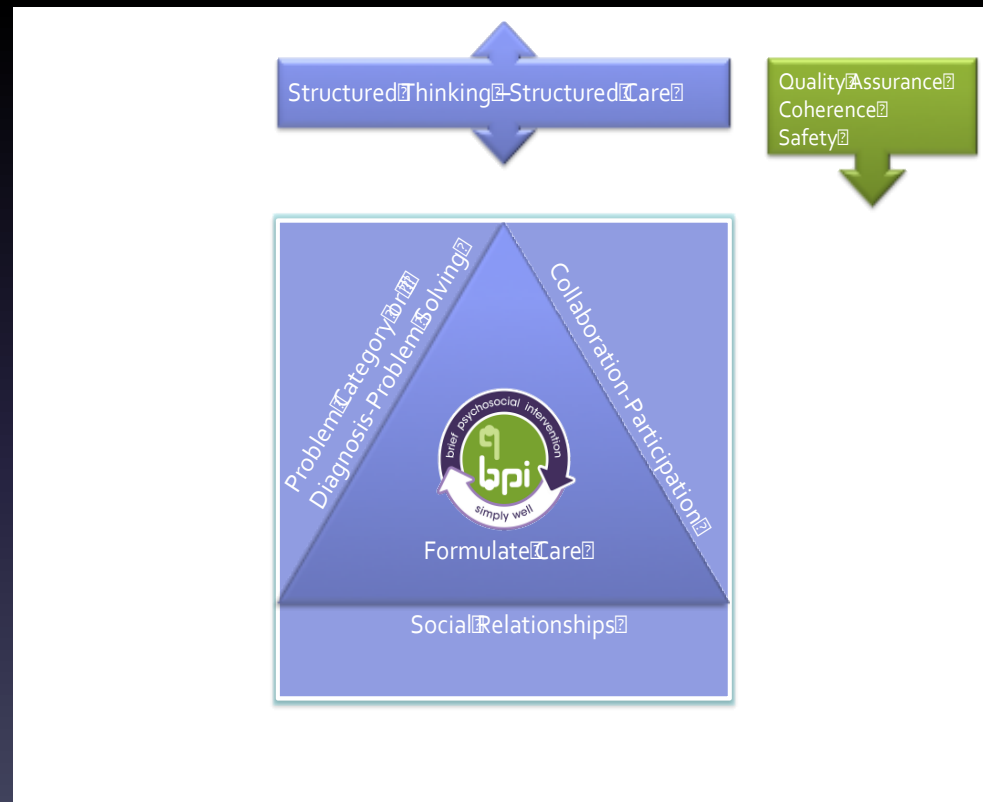 Structured Thinking – Structured Care
Quality Assurance
Coherence
Safety
Problem Category or
Diagnosis-Problem Solving
Collaboration-Participation
brief psychosocial intervention
bpi
simply well
Formulate Care
Social Relationships